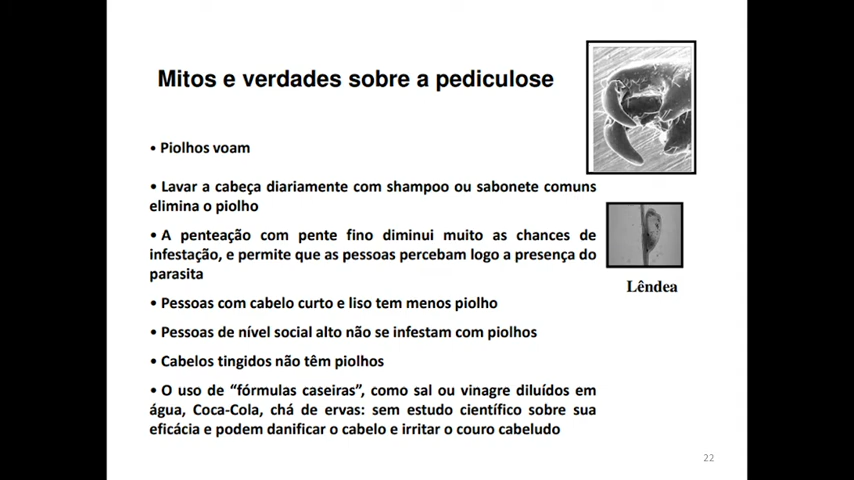 Mitos e verdades sobre a pediculose
• Piolhos voam
• Lavar a cabeça diariamente com shampoo ou sabonete comuns
elimina o piolho
• A penteação com pente fino diminui muito as chances de
infestação, e permite que as pessoas percebam logo a presença do
parasita
Lêndea
• Pessoas com cabelo curto e liso tem menos piolho
• Pessoas de nível social alto não se infestam com piolhos
• Cabelos tingidos não têm piolhos
• O uso de “fórmulas caseiras”, como sal ou vinagre diluídos em
água, Coca-Cola, chá de ervas: sem estudo científico sobre sua
eficácia e podem danificar o cabelo e irritar o couro cabeludo
22